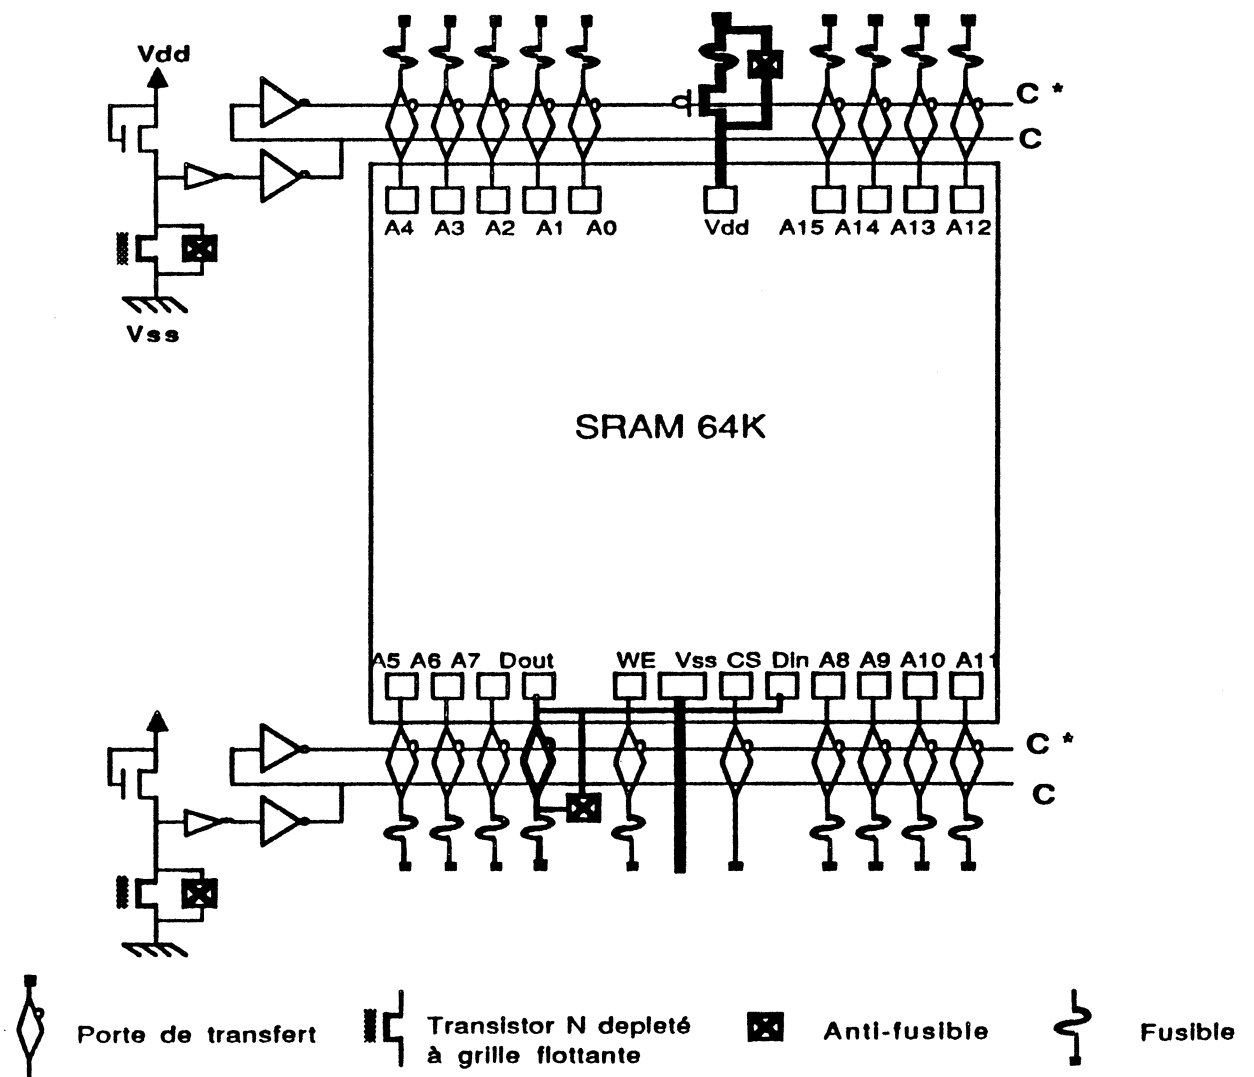 Vdd
C *
C
A4 A3 A2 A1 A0 Vdd A15 A14 A13 A12
Vss
SRAM 64K
A5 A6 A7 Dout WE Vss CS Din A8 A9 A10 A11
C *
C
Porte de transfert
Transistor N depleté
à grille flottante
Anti-fusible
Fusible